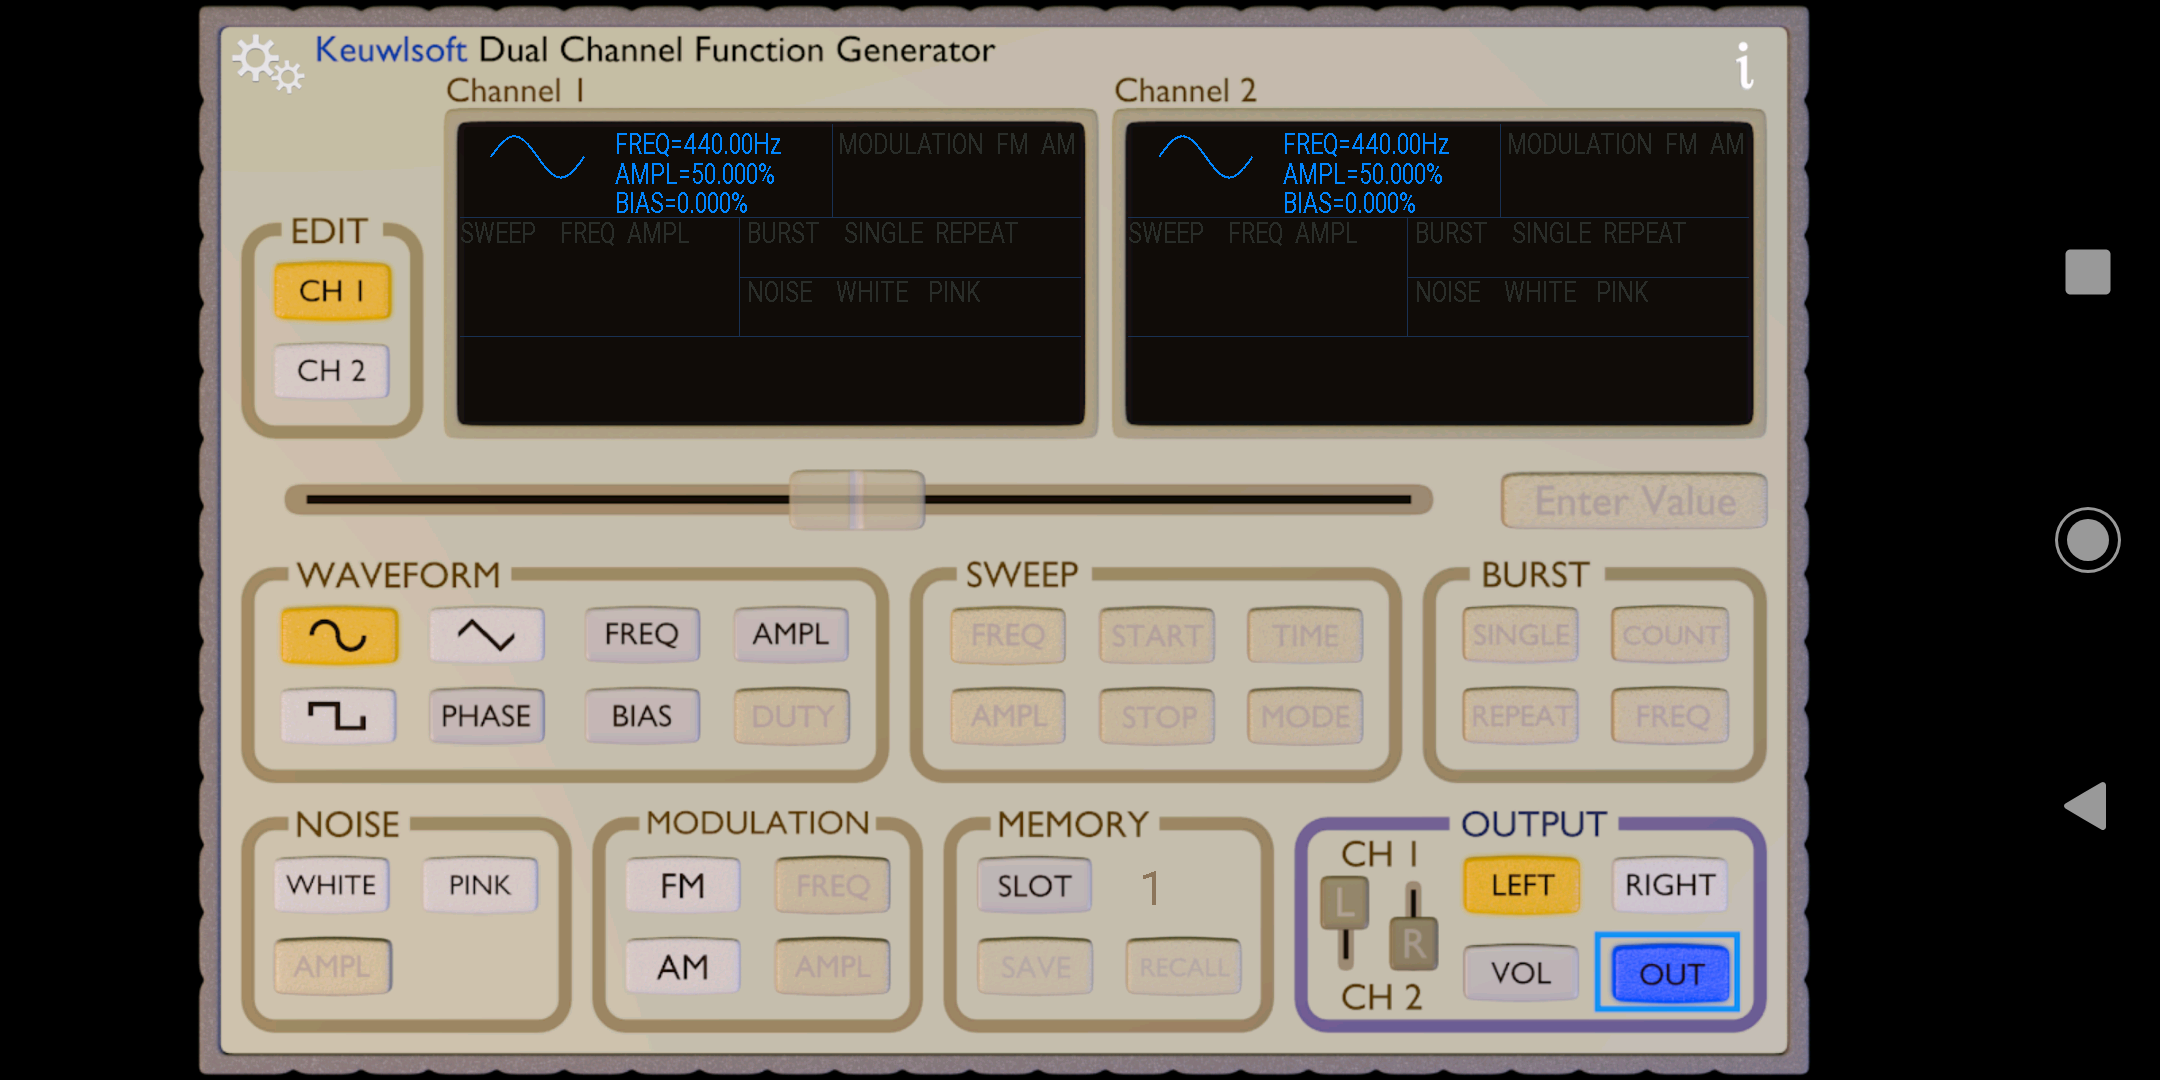 Keuwlsoft Dual Channel Function Generator
i
Channel 1
Channel 2
FREQ=440.00Hz
AMPL=50.000%
BIAS=0.000%
MODULATION FM AM
SWEEP FREQ AMPL
BURST SINGLE REPEAT
NOISE WHITE PINK
FREQ=440.00Hz
AMPL=50.000%
BIAS=0.000%
MODULATION FM AM
SWEEP FREQ AMPL
BURST SINGLE REPEAT
NOISE WHITE PINK
EDIT
CH 1
CH 2
Enter Value
WAVEFORM
FREQ
AMPL
PHASE
BIAS
DUTY
SWEEP
FREQ
START
TIME
AMPL
STOP
MODE
BURST
SINGLE
COUNT
REPEAT
FREQ
NOISE
WHITE
PINK
AMPL
MODULATION
FM
FREQ
AM
AMPL
MEMORY
SLOT
1
SAVE
RECALL
OUTPUT
CH 1
L
R
CH 2
LEFT
RIGHT
VOL
OUT